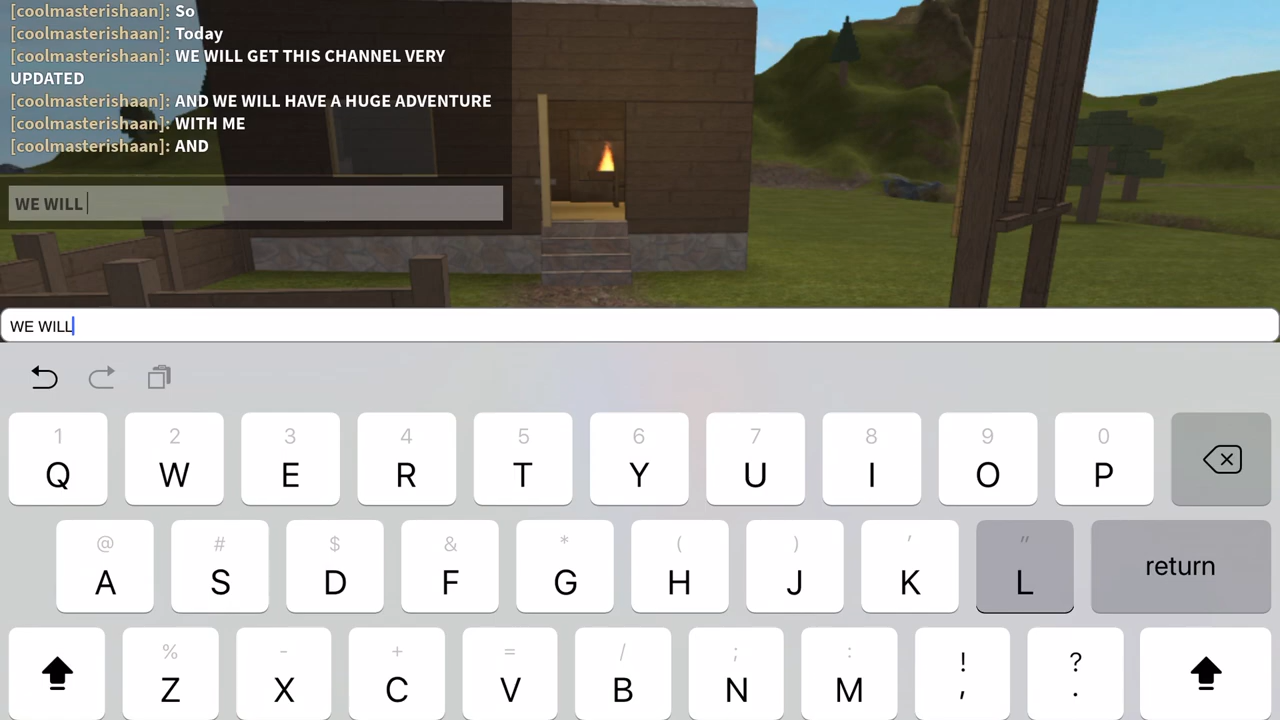 [coolmasterishaan]: So
[coolmasterishaan]: Today
[coolmasterishaan]: WE WILL GET THIS CHANNEL VERY
UPDATED
[coolmasterishaan]: AND WE WILL HAVE A HUGE ADVENTURE
[coolmasterishaan]: WITH ME
[coolmasterishaan]: AND
WE WILL
WE WILL
1 2 3 4 5 6 7 8 9 0
Q W E R T Y U I O P
@ # $ & * ( ) ' "
A S D F G H J K L return
% - + = / ; : ! ?
Z X C V B N M , .